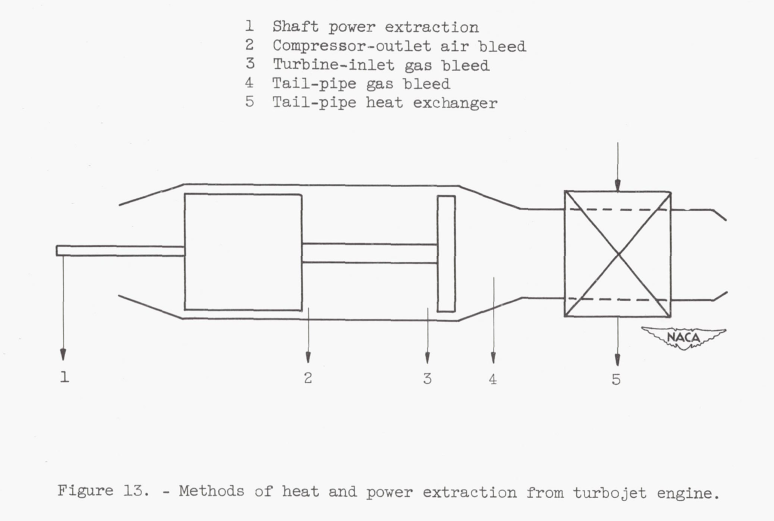 1 Shaft power extraction
2 Compressor-outlet air bleed
3 Turbine-inlet gas bleed
4 Tail-pipe gas bleed
5 Tail-pipe heat exchanger
NACA
1 2 3 4 5
Figure 13. - Methods of heat and power extraction from turbojet engine.